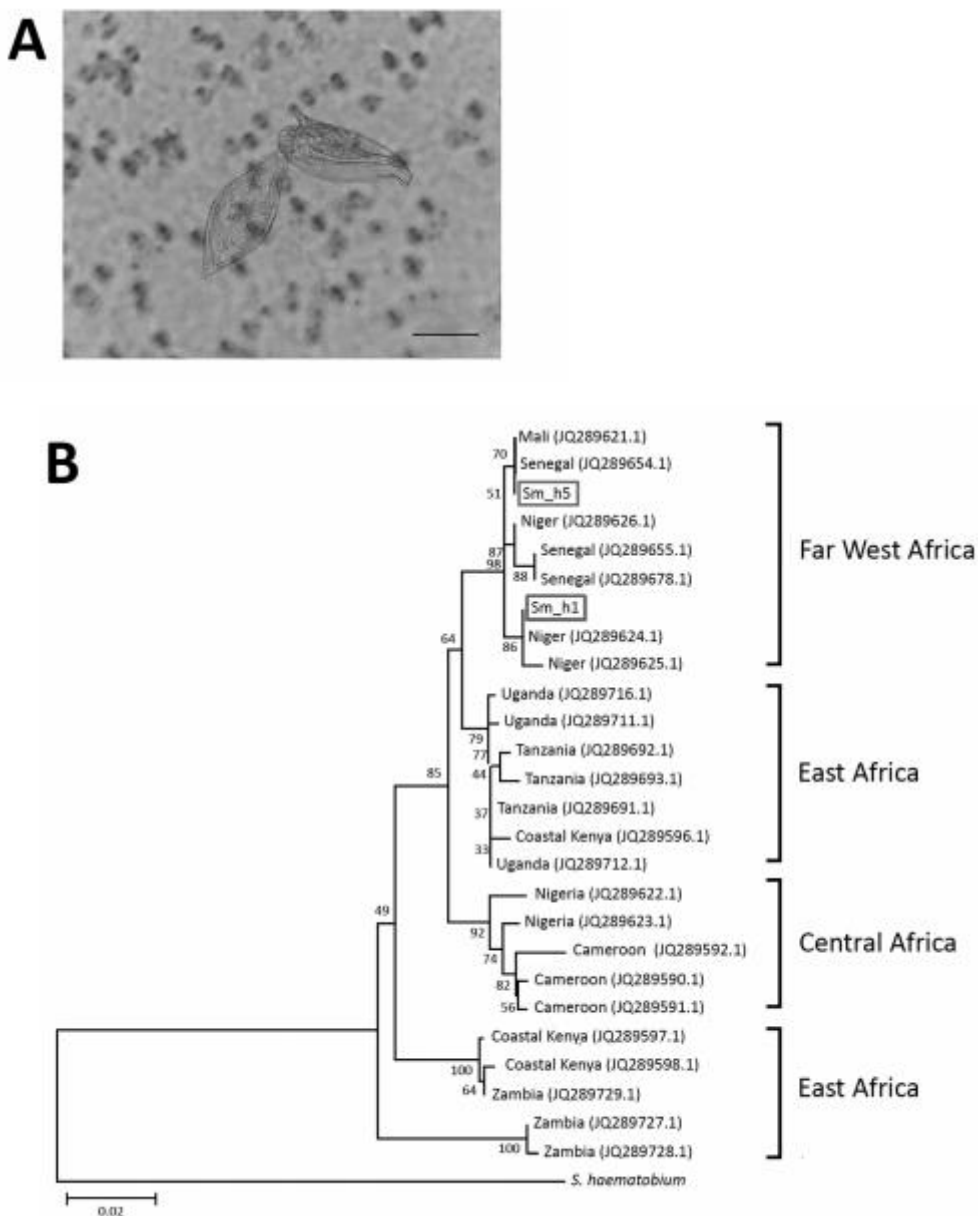 A
B
Mali (JQ289621.1)
70
Senegal (JQ289654.1)
51
Sm_h5
Niger (JQ289626.1)
87
98
Senegal (JQ289655.1)
88
Senegal (JQ289678.1)
Far West Africa
Sm_h1
Niger (JQ289624.1)
86
Niger (JQ289625.1)
64
Uganda (JQ289716.1)
Uganda (JQ289711.1)
79
77
Tanzania (JQ289692.1)
44
Tanzania (JQ289693.1)
East Africa
85
37
Tanzania (JQ289691.1)
Coastal Kenya (JQ289596.1)
33
Uganda (JQ289712.1)
Nigeria (JQ289622.1)
49
92
Nigeria (JQ289623.1)
Central Africa
74
Cameroon (JQ289592.1)
82
Cameroon (JQ289590.1)
56
Cameroon (JQ289591.1)
Coastal Kenya (JQ289597.1)
100
Coastal Kenya (JQ289598.1)
64
Zambia (JQ289729.1)
East Africa
Zambia (JQ289727.1)
100
Zambia (JQ289728.1)
S. haematobium
0.02